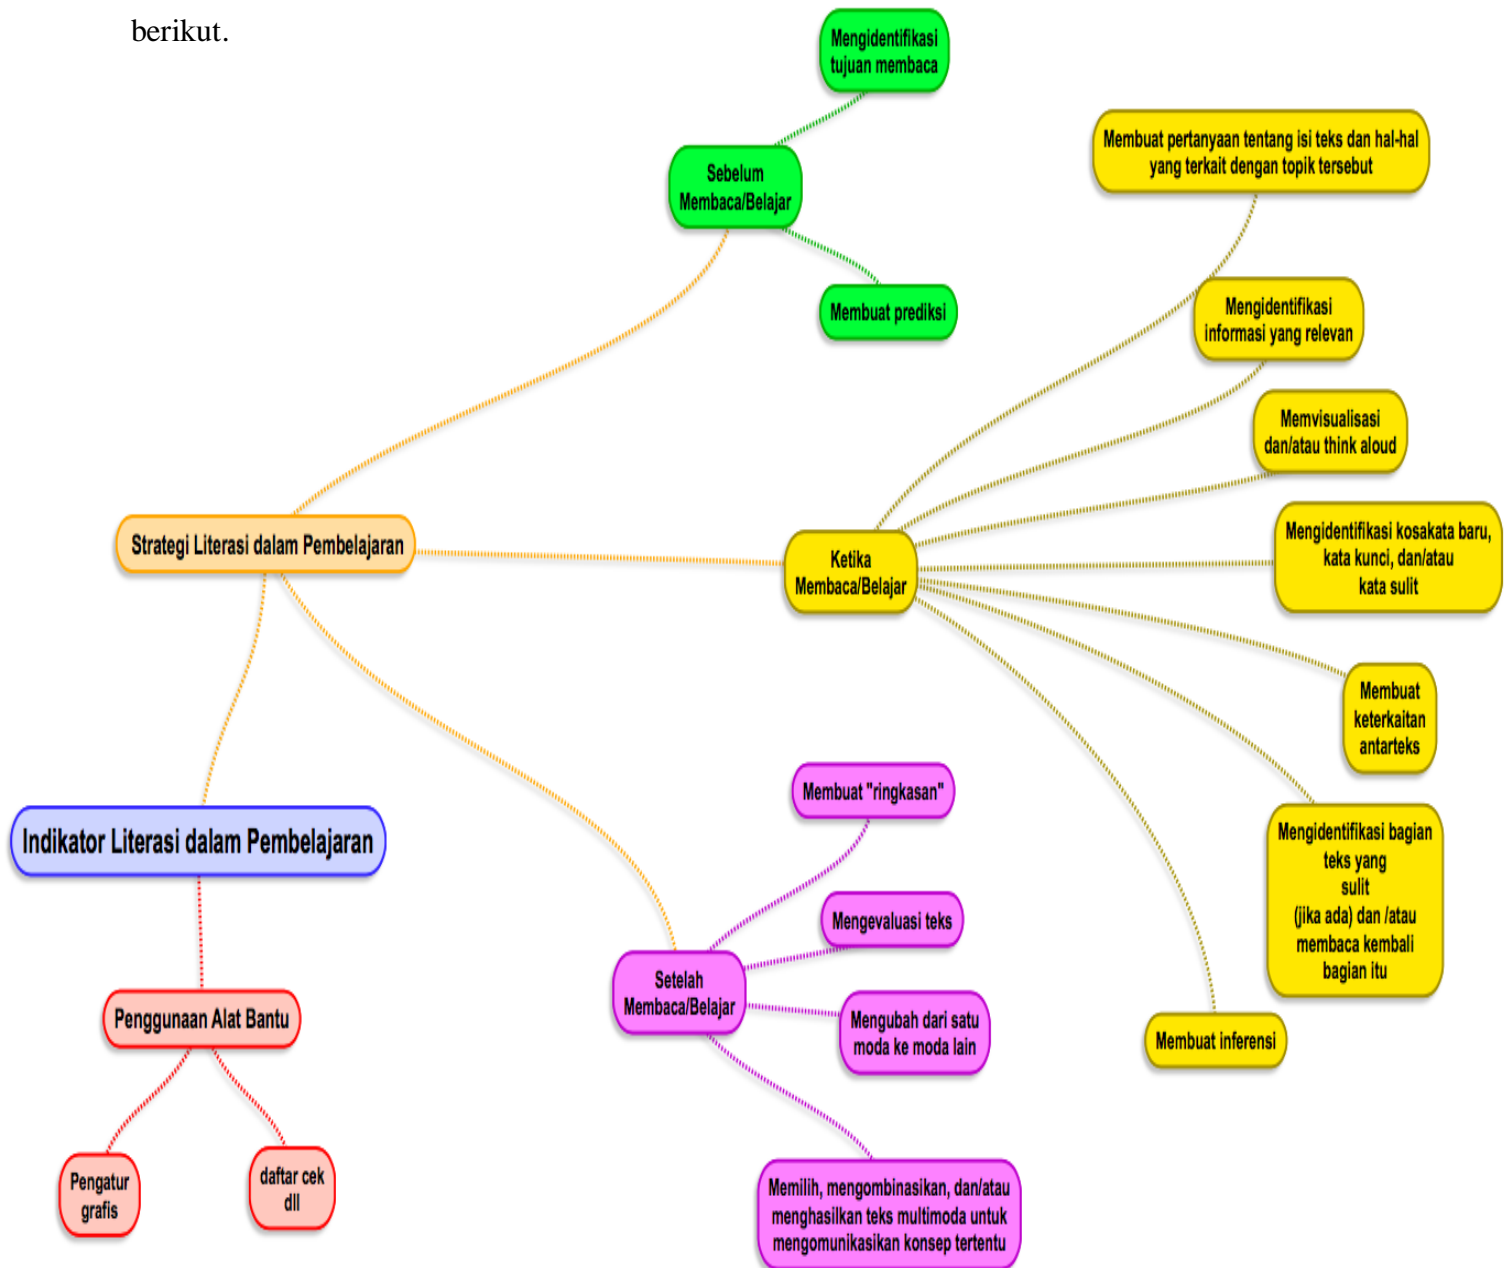 berikut.
Mengidentifikasi
tujuan membaca
Sebelum
Membaca/Belajar
Membuat prediksi
Membuat pertanyaan tentang isi teks dan hal-hal
yang terkait dengan topik tersebut
Mengidentifikasi
informasi yang relevan
Memvisualisasi
dan/atau think aloud
Strategi Literasi dalam Pembelajaran
Ketika
Membaca/Belajar
Mengidentifikasi kosakata baru,
kata kunci, dan/atau
kata sulit
Membuat
keterkaitan
antarteks
Mengidentifikasi bagian
teks yang
sulit
(jika ada) dan /atau
membaca kembali
bagian itu
Membuat inferensi
Indikator Literasi dalam Pembelajaran
Membuat "ringkasan"
Mengevaluasi teks
Setelah
Membaca/Belajar
Mengubah dari satu
moda ke moda lain
Memilih, mengombinasikan, dan/atau
menghasilkan teks multimoda untuk
mengomunikasikan konsep tertentu
Penggunaan Alat Bantu
Pengatur
grafis
daftar cek
dll